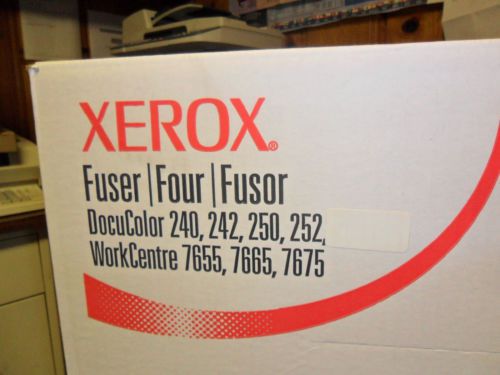 XEROX®
Fuser | Four | Fusor
DocuColor 240, 242, 250, 252,
WorkCentre 7655, 7665, 7675